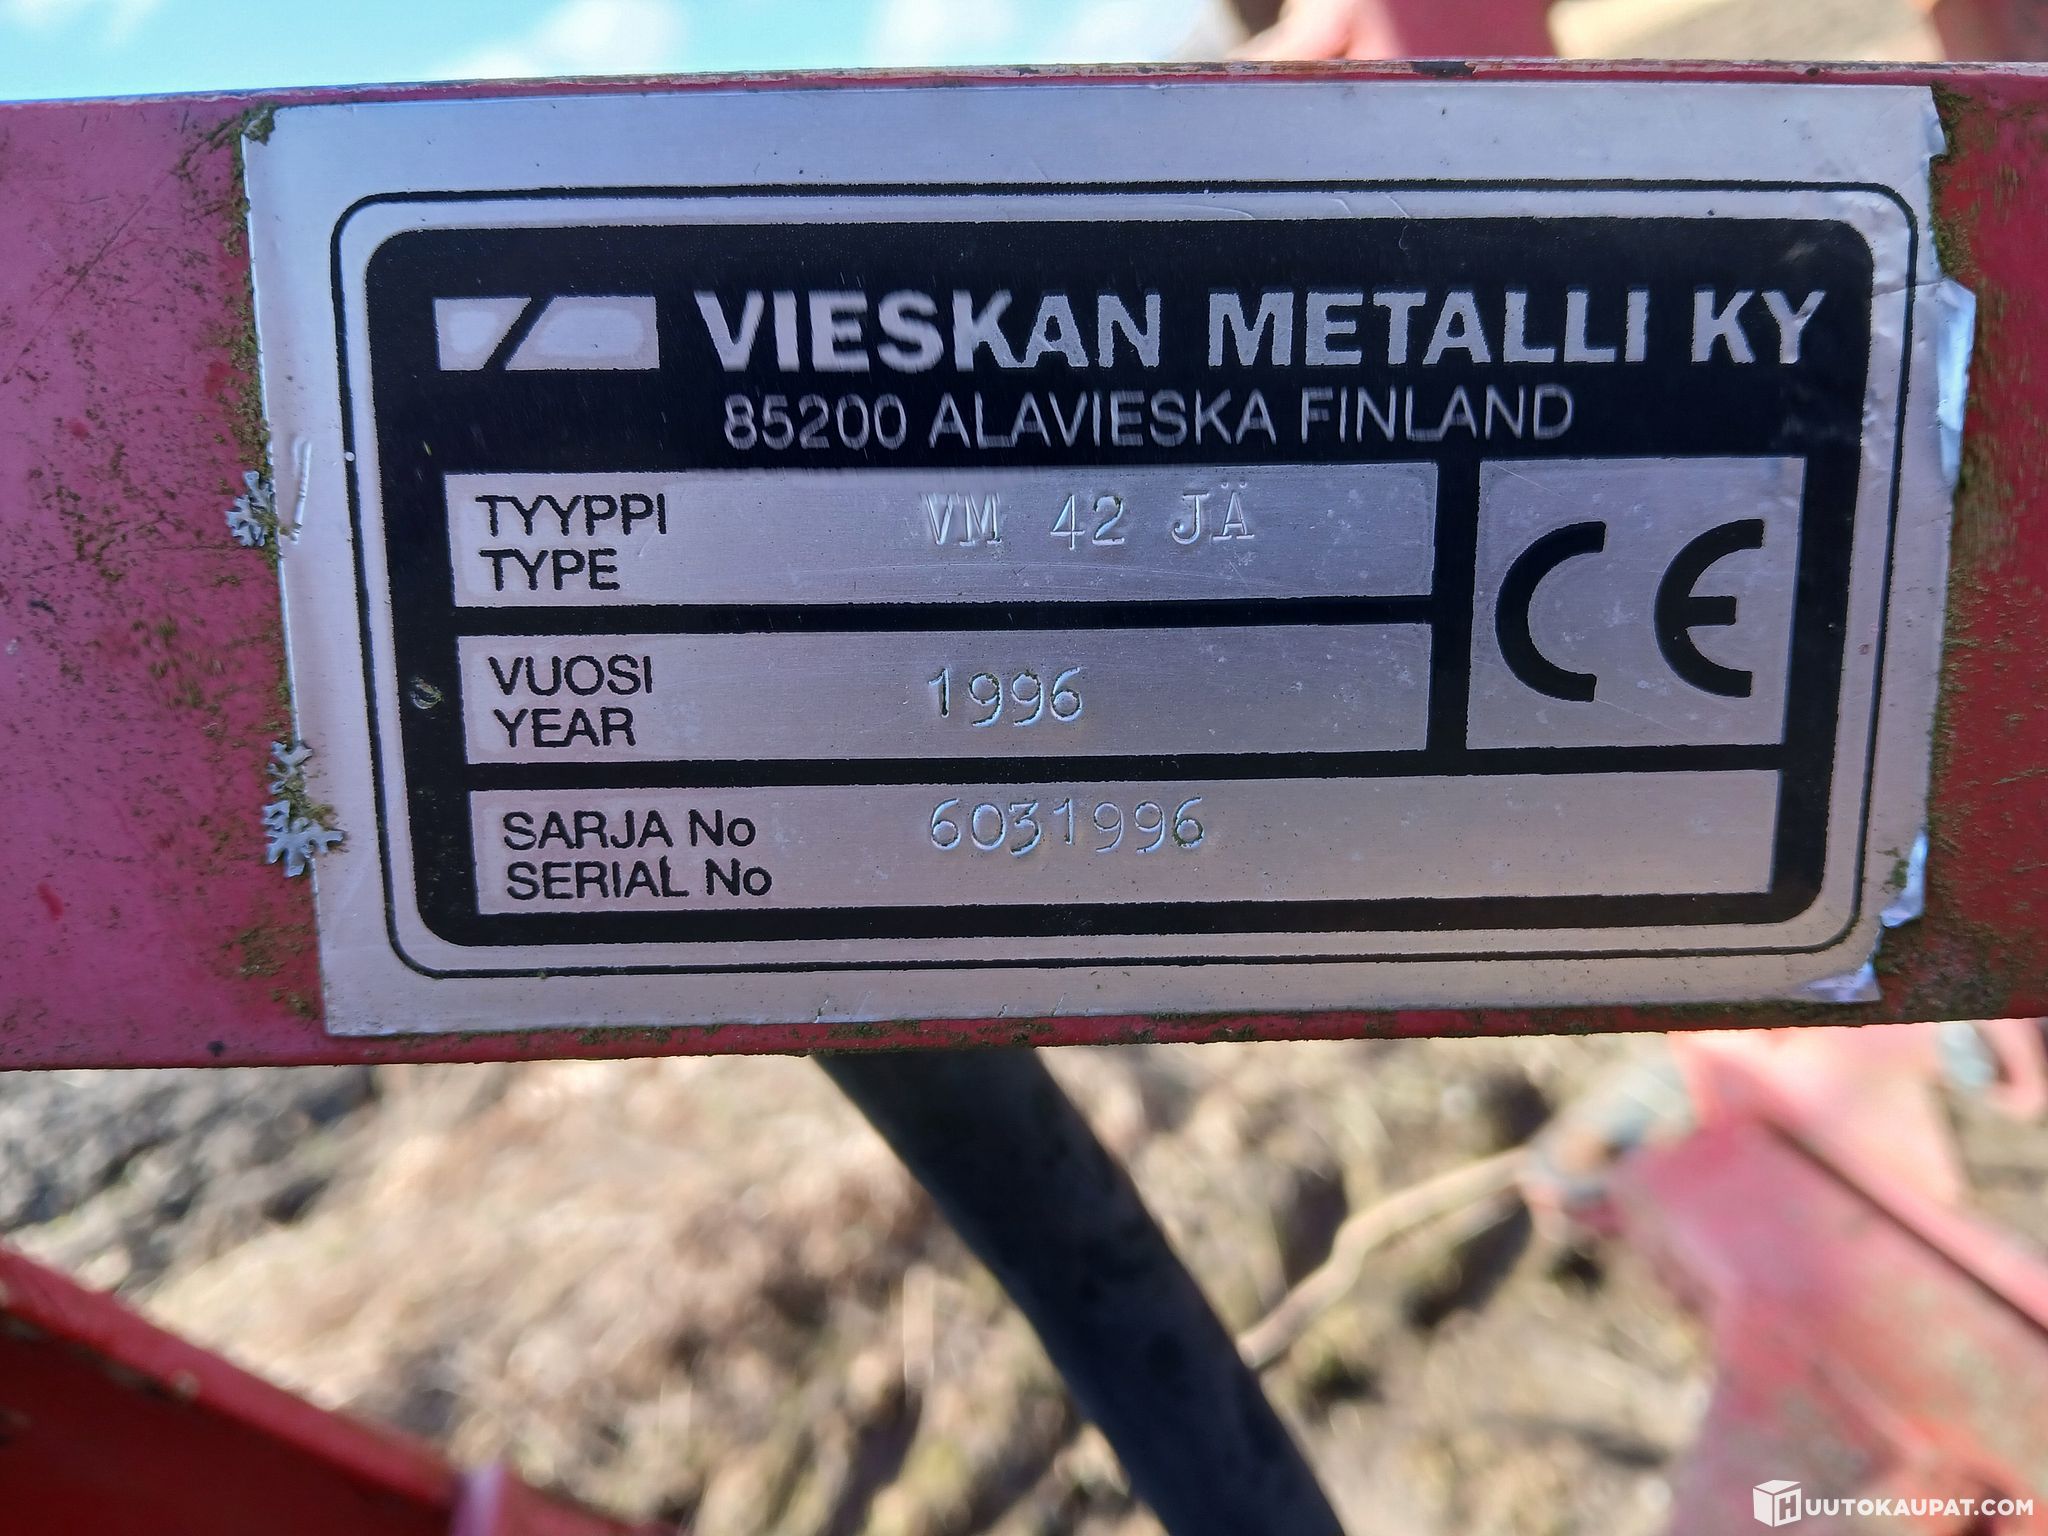 VIESKAN METALLI KY
85200 ALAVIESKA FINLAND
TYYPPI VM 42 JÄ
TYPE
CE
VUOSI 1996
YEAR
SARJA No 6031996
SERIAL No
HUUTOKAUPAT.COM